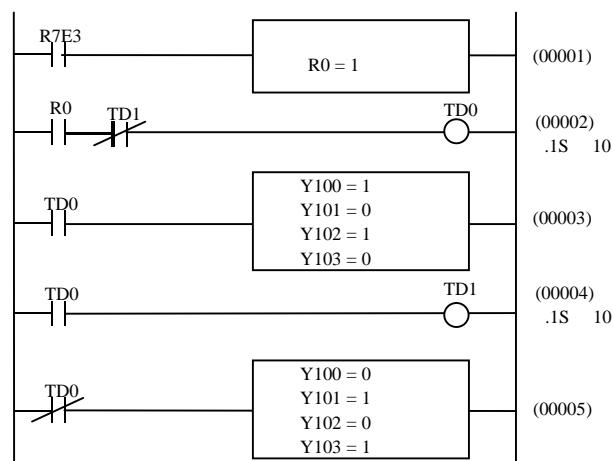 R7E3
R0 = 1
(00001)
R0
TD1
TD0
(00002)
.1S 10
TD0
Y100 = 1
Y101 = 0
Y102 = 1
Y103 = 0
(00003)
TD0
TD1
(00004)
.1S 10
TD0
Y100 = 0
Y101 = 1
Y102 = 0
Y103 = 1
(00005)